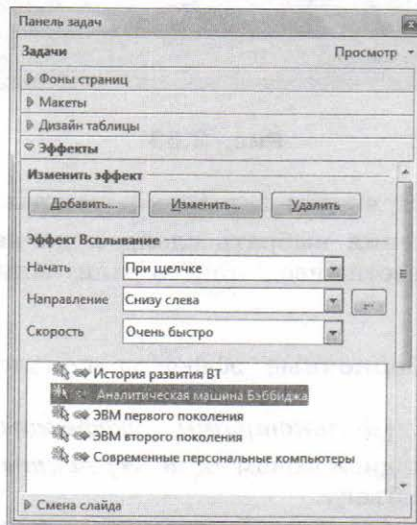 Панель задач
Задачи
Просмотр
Фоны страниц
Макеты
Дизайн таблицы
Эффекты
Изменить эффект
Добавить... Изменить... Удалить
Эффект Всплывание
Начать При щелчке
Направление Снизу слева ...
Скорость Очень быстро
История развития ВТ
Аналитическая машина Бэббиджа
ЭВМ первого поколения
ЭВМ второго поколения
Современные персональные компьютеры
Смена слайда